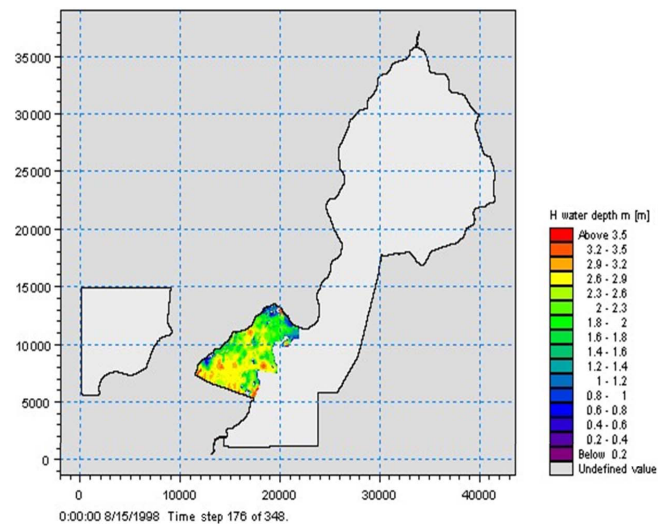 35000
30000
25000
20000
15000
10000
5000
0
0 10000 20000 30000 40000
0:00:00 8/15/1998 Time step 176 of 348.
H water depth m [m]
Above 3.5
3.2 - 3.5
2.9 - 3.2
2.6 - 2.9
2.3 - 2.6
2 - 2.3
1.8 - 2
1.6 - 1.8
1.4 - 1.6
1.2 - 1.4
1 - 1.2
0.8 - 1
0.6 - 0.8
0.4 - 0.6
0.2 - 0.4
Below 0.2
Undefined value